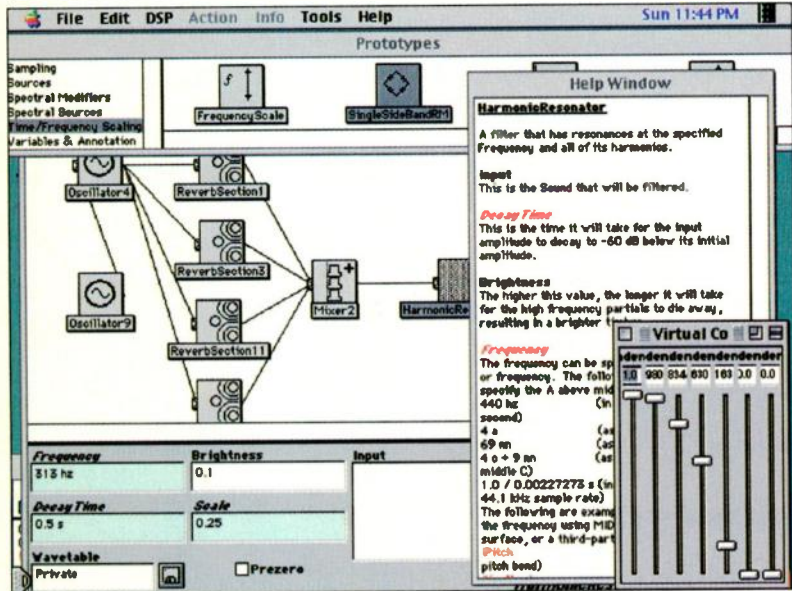 File Edit DSP Action Info Tools Help Sun 11:44 PM
Prototypes
Sampling
Sources
Spectral Modifiers
Spectral Sources
Time/Frequency Scaling
Variables & Annotation
FrequencyScale
SingleSideBandRM
Oscillator4
ReverbSection1
ReverbSection3
Oscillator9
ReverbSection11
Mixer2
HarmonicRe
Help Window
HarmonicResonator
A filter that has resonances at the specified
Frequency and all of its harmonics.
Input
This is the Sound that will be filtered.
Decay Time
This is the time it will take for the input
amplitude to decay to -60 dB below its initial
amplitude.
Brightness
The higher this value, the longer it will take
for the high frequency partials to die away,
resulting in a brighter
Frequency
The frequency can be sp
or frequency. The follo
specify the A above mid
440 hz (in
second)
4 a (as
69 nn (as
4 o + 9 nn (as
middle C)
1.0 / 0.00227273 s (in
44.1 kHz sample rate)
The following are examp
the frequency using MID
surface, or a third-part
Pitch
pitch bend)
Virtual Co
1.0 980 834 630 163 0.0 0.0
Frequency
313 hz
Brightness
0.1
Input
Decay Time
0.5 s
Scale
0.25
Wavetable
Private
Prezero